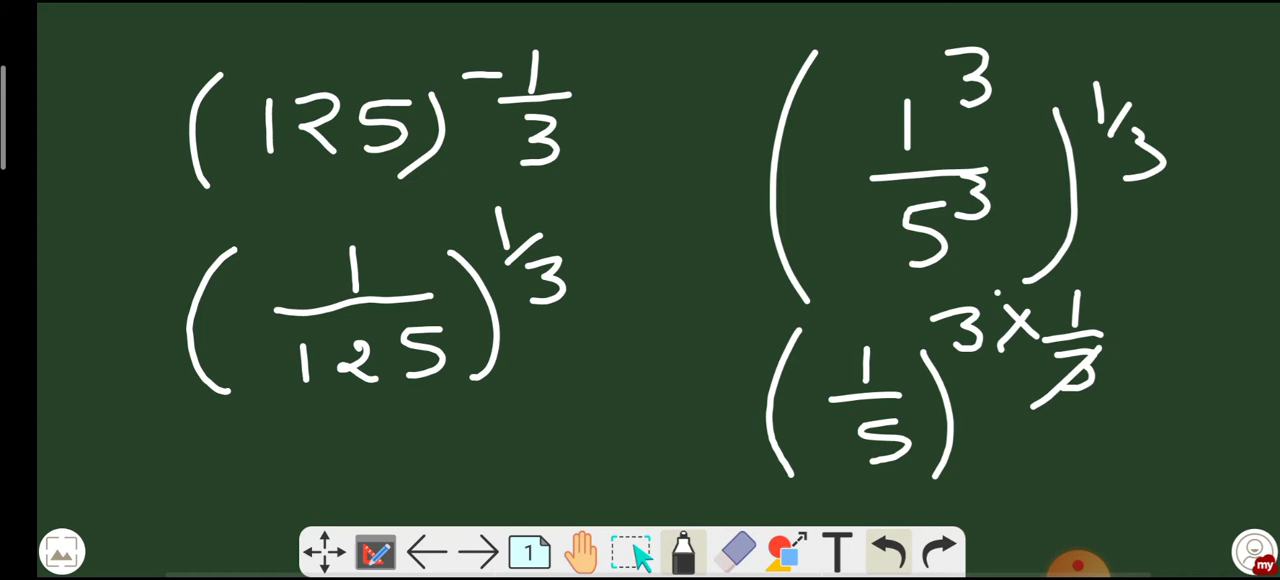 (125)^{-1/3}
(1/125)^{1/3}
(1^3/5^3)^{1/3}
(1/5)^{3×1/3}
1
T
my